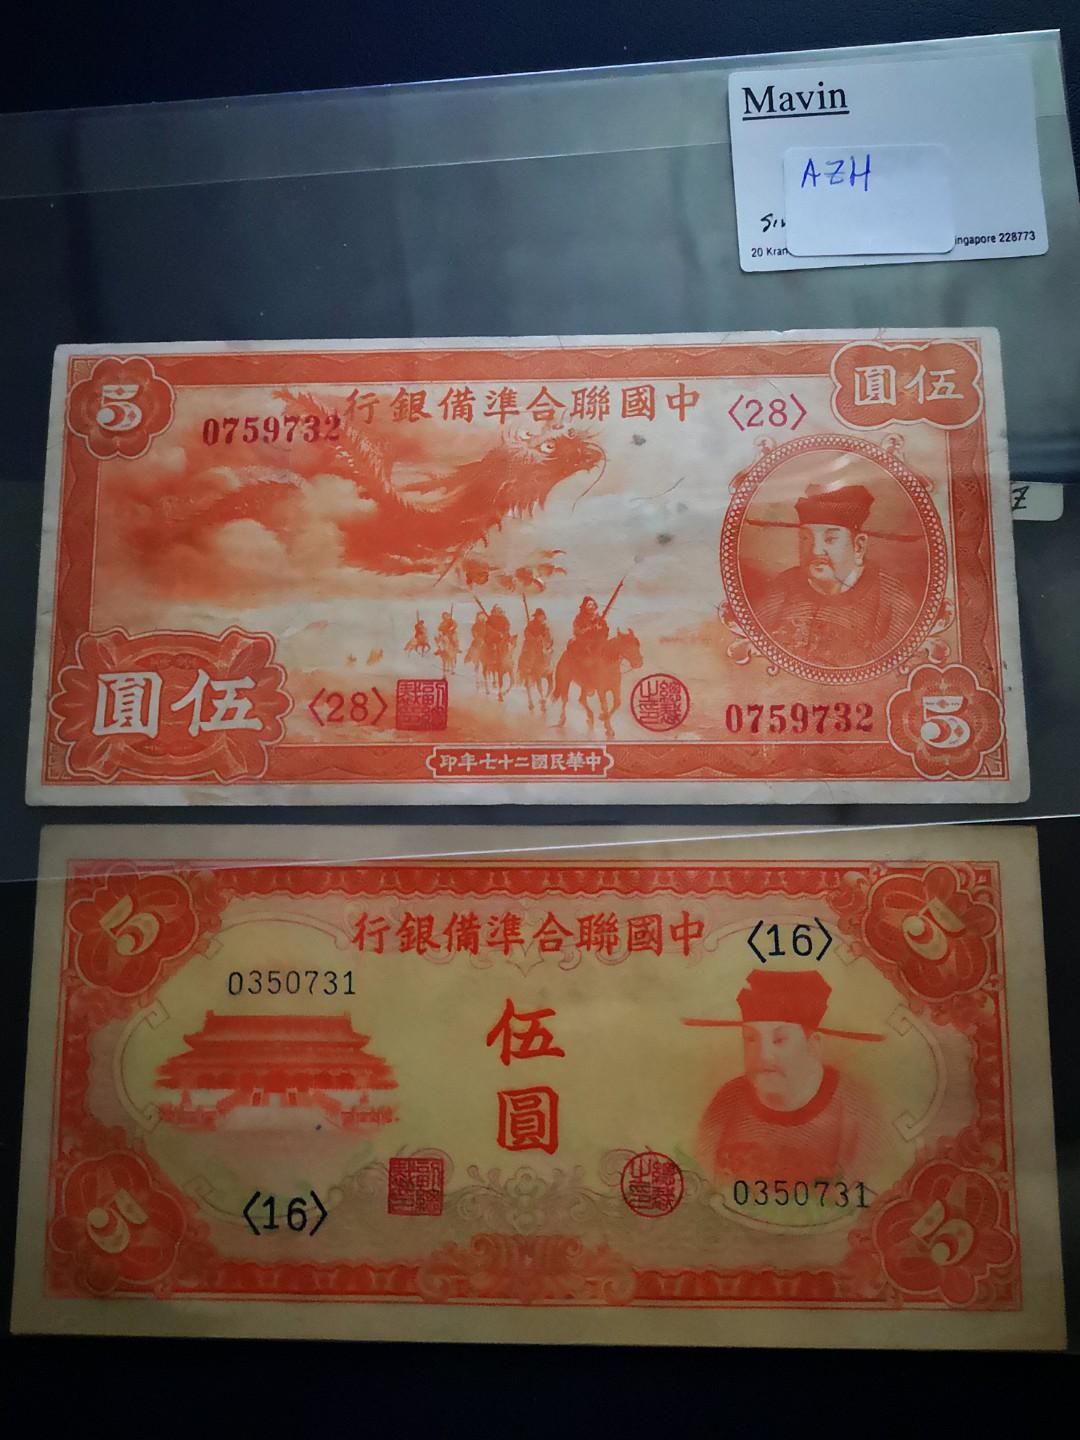 Mavin
AZH
20 Kran
ingapore 228773
5
中國聯合準備銀行
〈28〉
伍圓
0759732
伍圓
〈28〉
0759732
5
中華民國二十七年印
5
中國聯合準備銀行
〈16〉
5
0350731
伍
圓
〈16〉
0350731
5
5